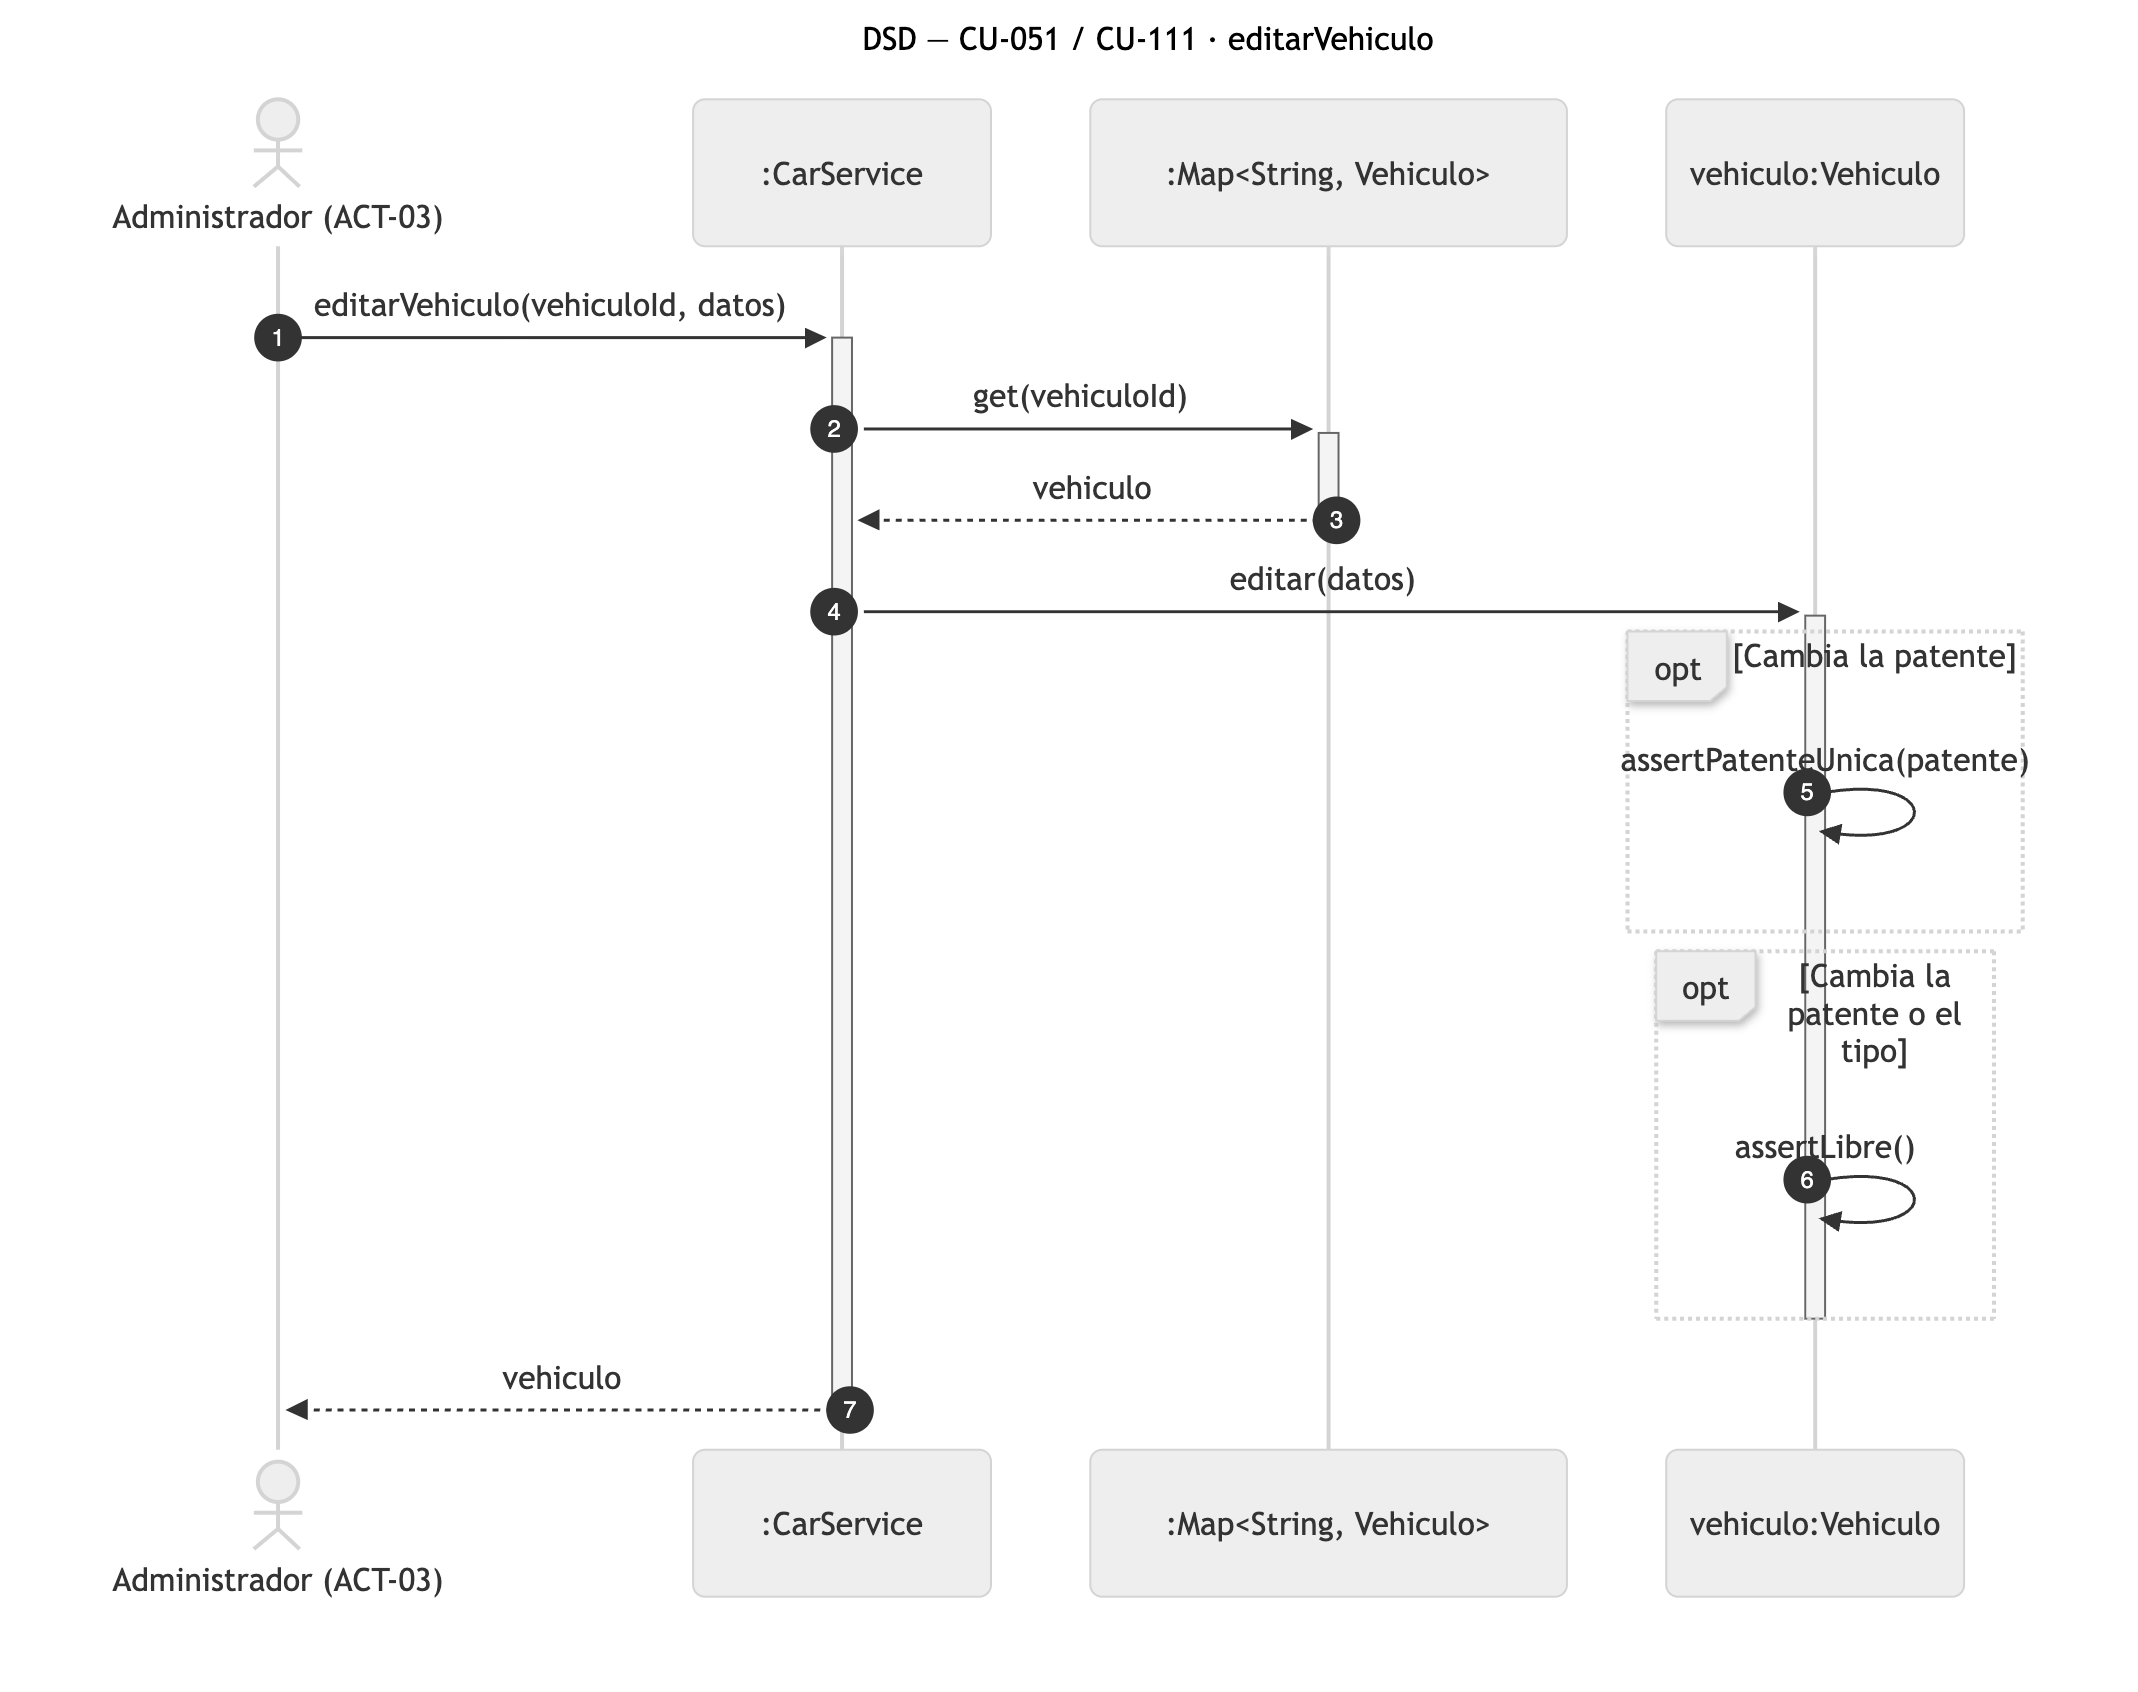 DSD — CU-051 / CU-111 · editarVehiculo
Administrador (ACT-03)
:CarService
:Map<String, Vehiculo>
vehiculo:Vehiculo
editarVehiculo(vehiculoId, datos)
1
get(vehiculoId)
2
vehiculo
3
editar(datos)
4
opt
[Cambia la patente]
assertPatenteUnica(patente)
5
opt
[Cambia la
patente o el
tipo]
assertLibre()
6
vehiculo
7
Administrador (ACT-03)
:CarService
:Map<String, Vehiculo>
vehiculo:Vehiculo